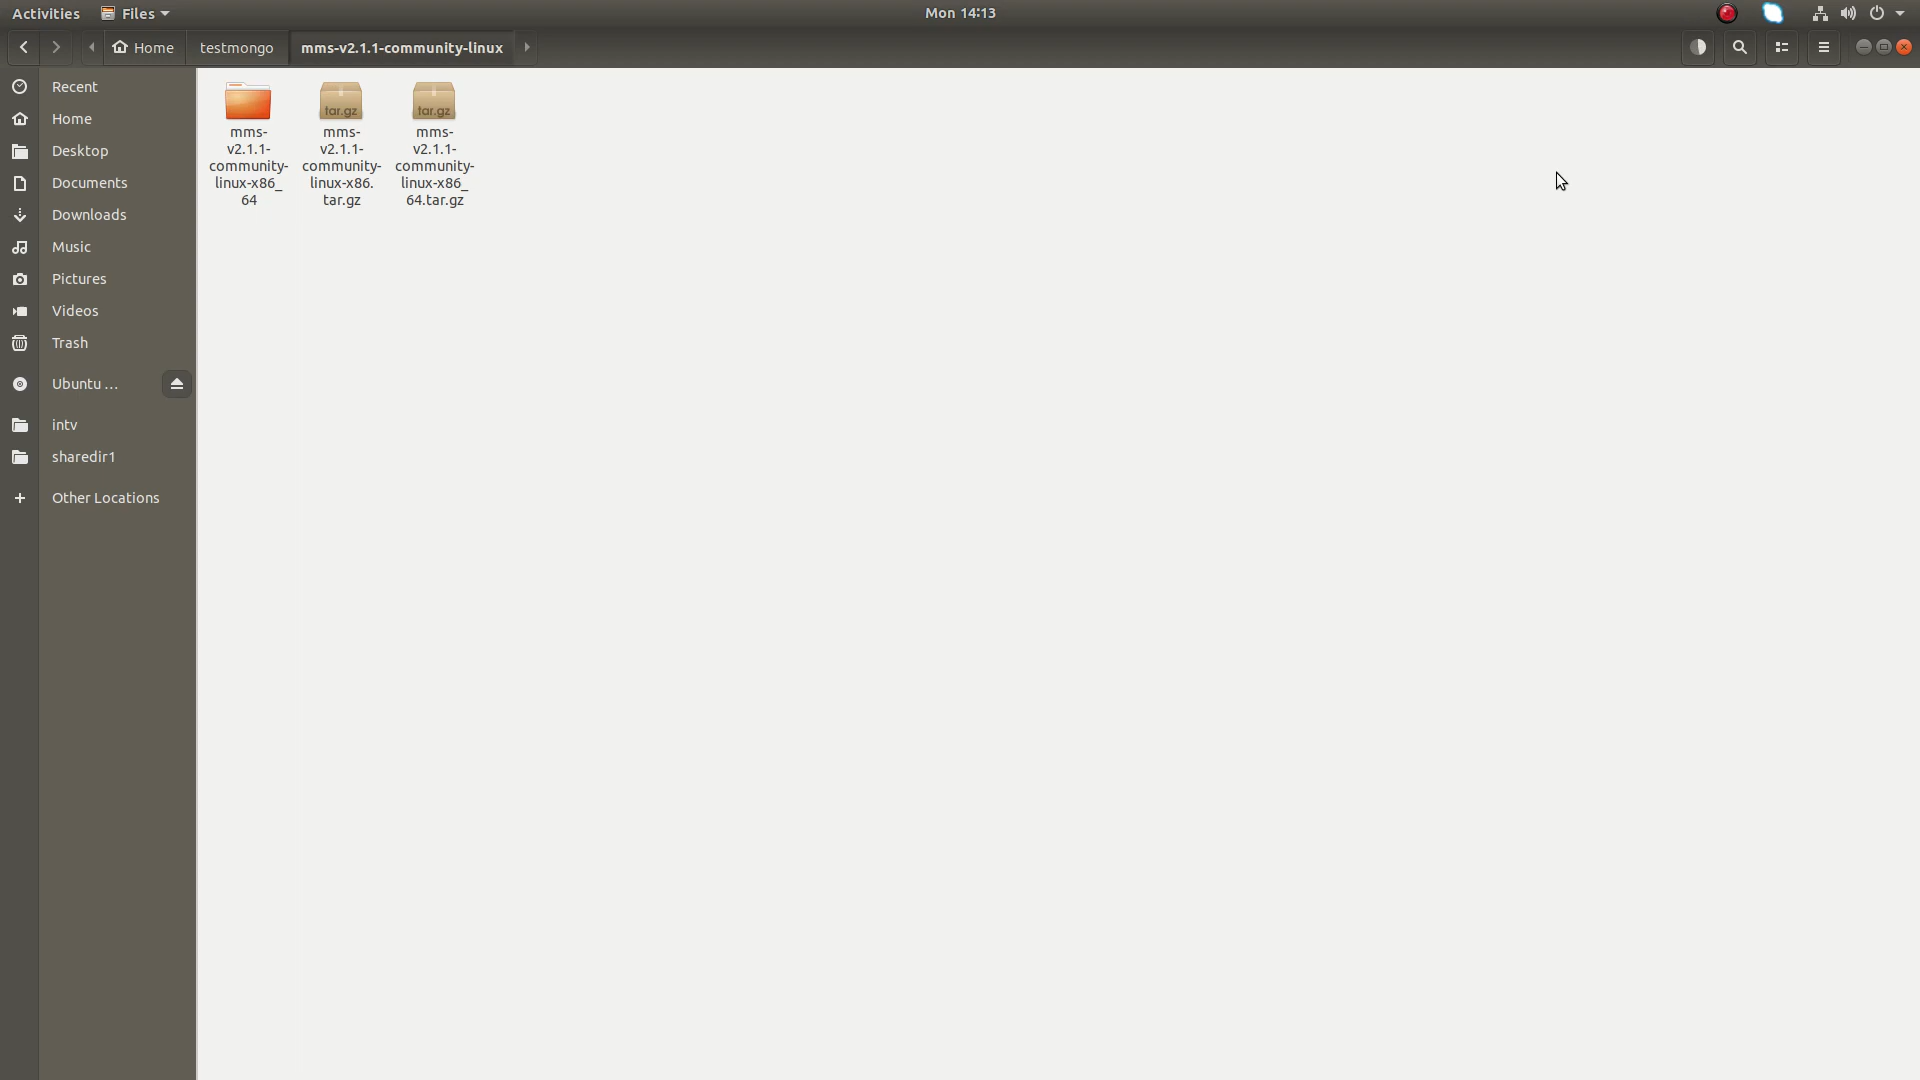 Activities Files Mon 14:13
Home testmongo mms-v2.1.1-community-linux
Recent
Home
Desktop
Documents
Downloads
Music
Pictures
Videos
Trash
Ubuntu …
intv
sharedir1
Other Locations
mms-
v2.1.1-
community-
linux-x86_
64
tar.gz
mms-
v2.1.1-
community-
linux-x86.
tar.gz
tar.gz
mms-
v2.1.1-
community-
linux-x86_
64.tar.gz